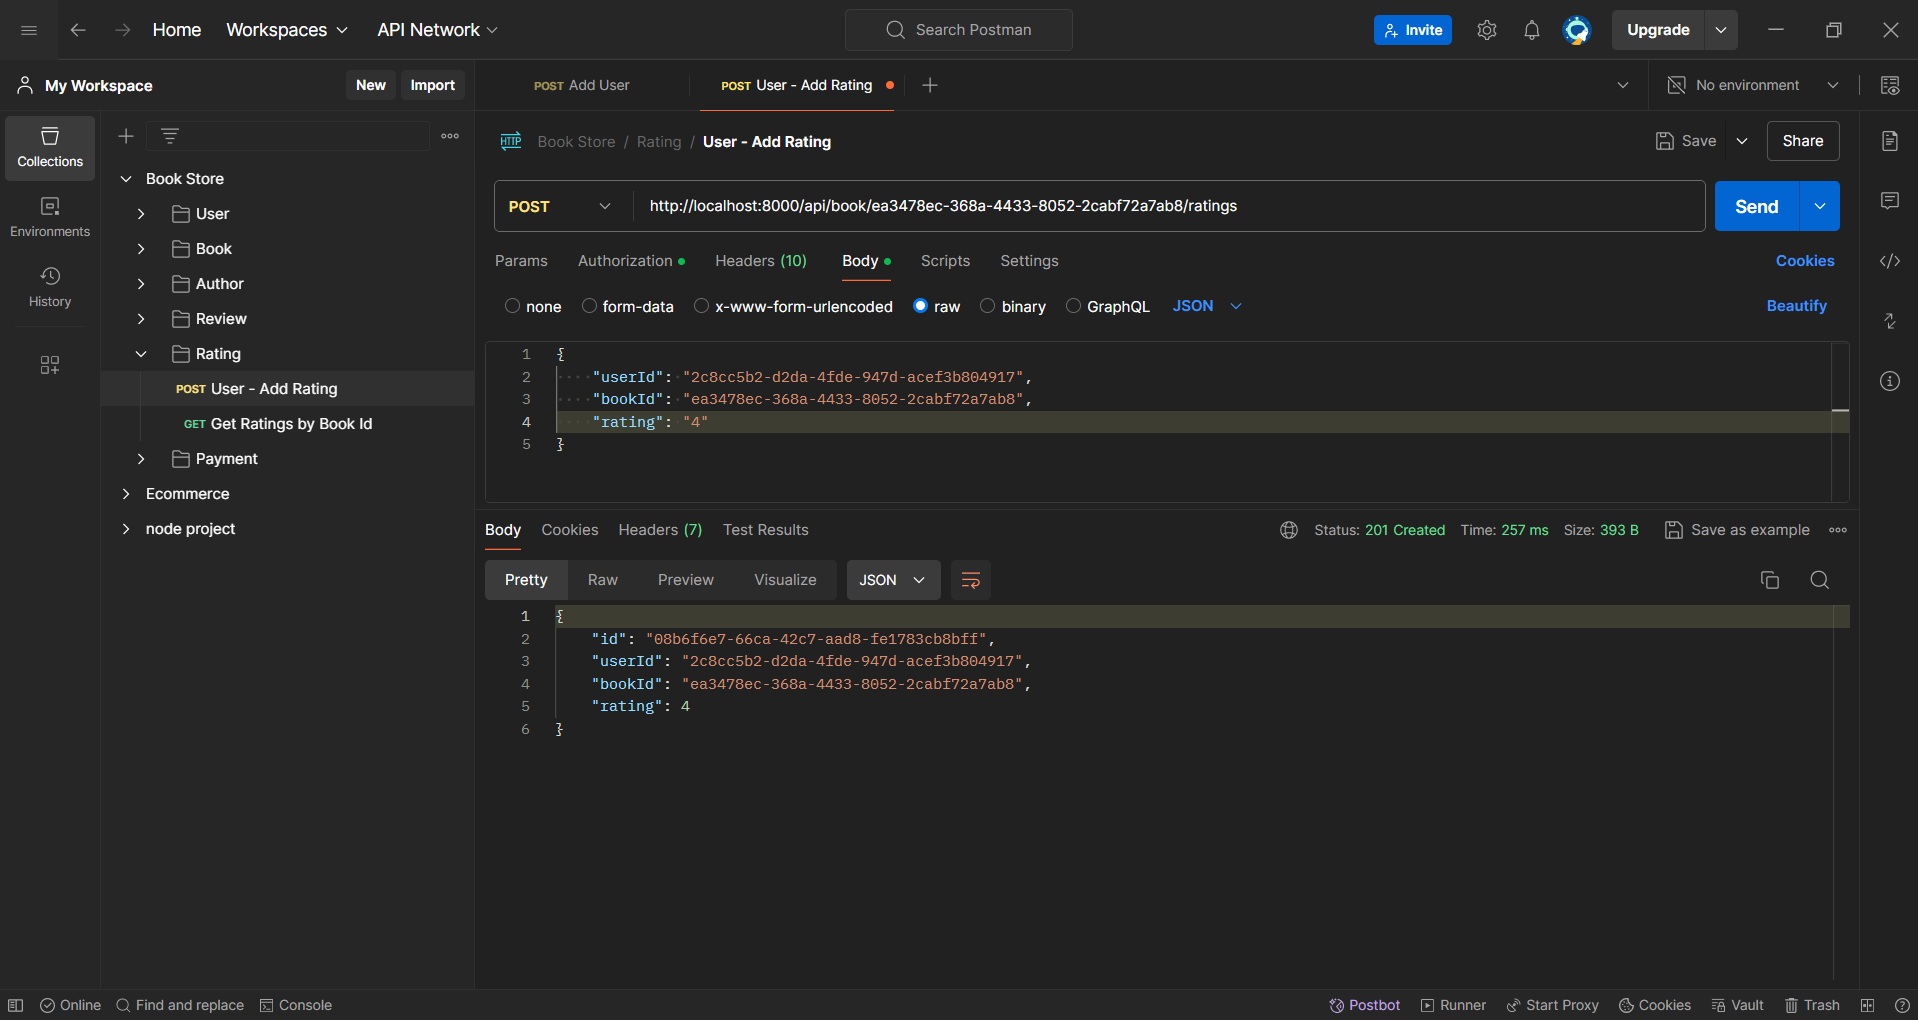 Home Workspaces API Network Search Postman Invite Upgrade
My Workspace New Import POST Add User POST User - Add Rating No environment
Collections
Environments
History
Book Store
User
Book
Author
Review
Rating
POST User - Add Rating
GET Get Ratings by Book Id
Payment
Ecommerce
node project
HTTP Book Store / Rating / User - Add Rating Save Share
POST http://localhost:8000/api/book/ea3478ec-368a-4433-8052-2cabf72a7ab8/ratings Send
Params Authorization Headers (10) Body Scripts Settings Cookies
none form-data x-www-form-urlencoded raw binary GraphQL JSON Beautify
1 {
2 "userId": "2c8cc5b2-d2da-4fde-947d-acef3b804917",
3 "bookId": "ea3478ec-368a-4433-8052-2cabf72a7ab8",
4 "rating": "4"
5 }
Body Cookies Headers (7) Test Results Status: 201 Created Time: 257 ms Size: 393 B Save as example
Pretty Raw Preview Visualize JSON
1 {
2 "id": "08b6f6e7-66ca-42c7-aad8-fe1783cb8bff",
3 "userId": "2c8cc5b2-d2da-4fde-947d-acef3b804917",
4 "bookId": "ea3478ec-368a-4433-8052-2cabf72a7ab8",
5 "rating": 4
6 }
Online Find and replace Console Postbot Runner Start Proxy Cookies Vault Trash